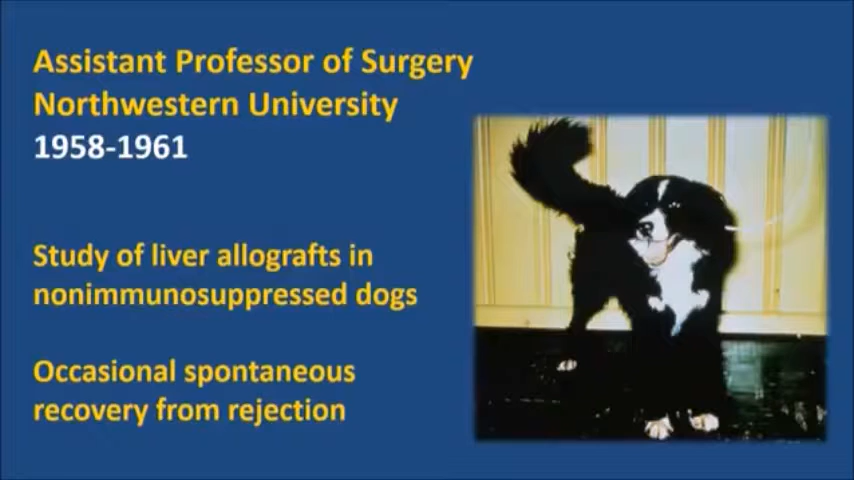 Assistant Professor of Surgery
Northwestern University
1958-1961
Study of liver allografts in
nonimmunosuppressed dogs
Occasional spontaneous
recovery from rejection